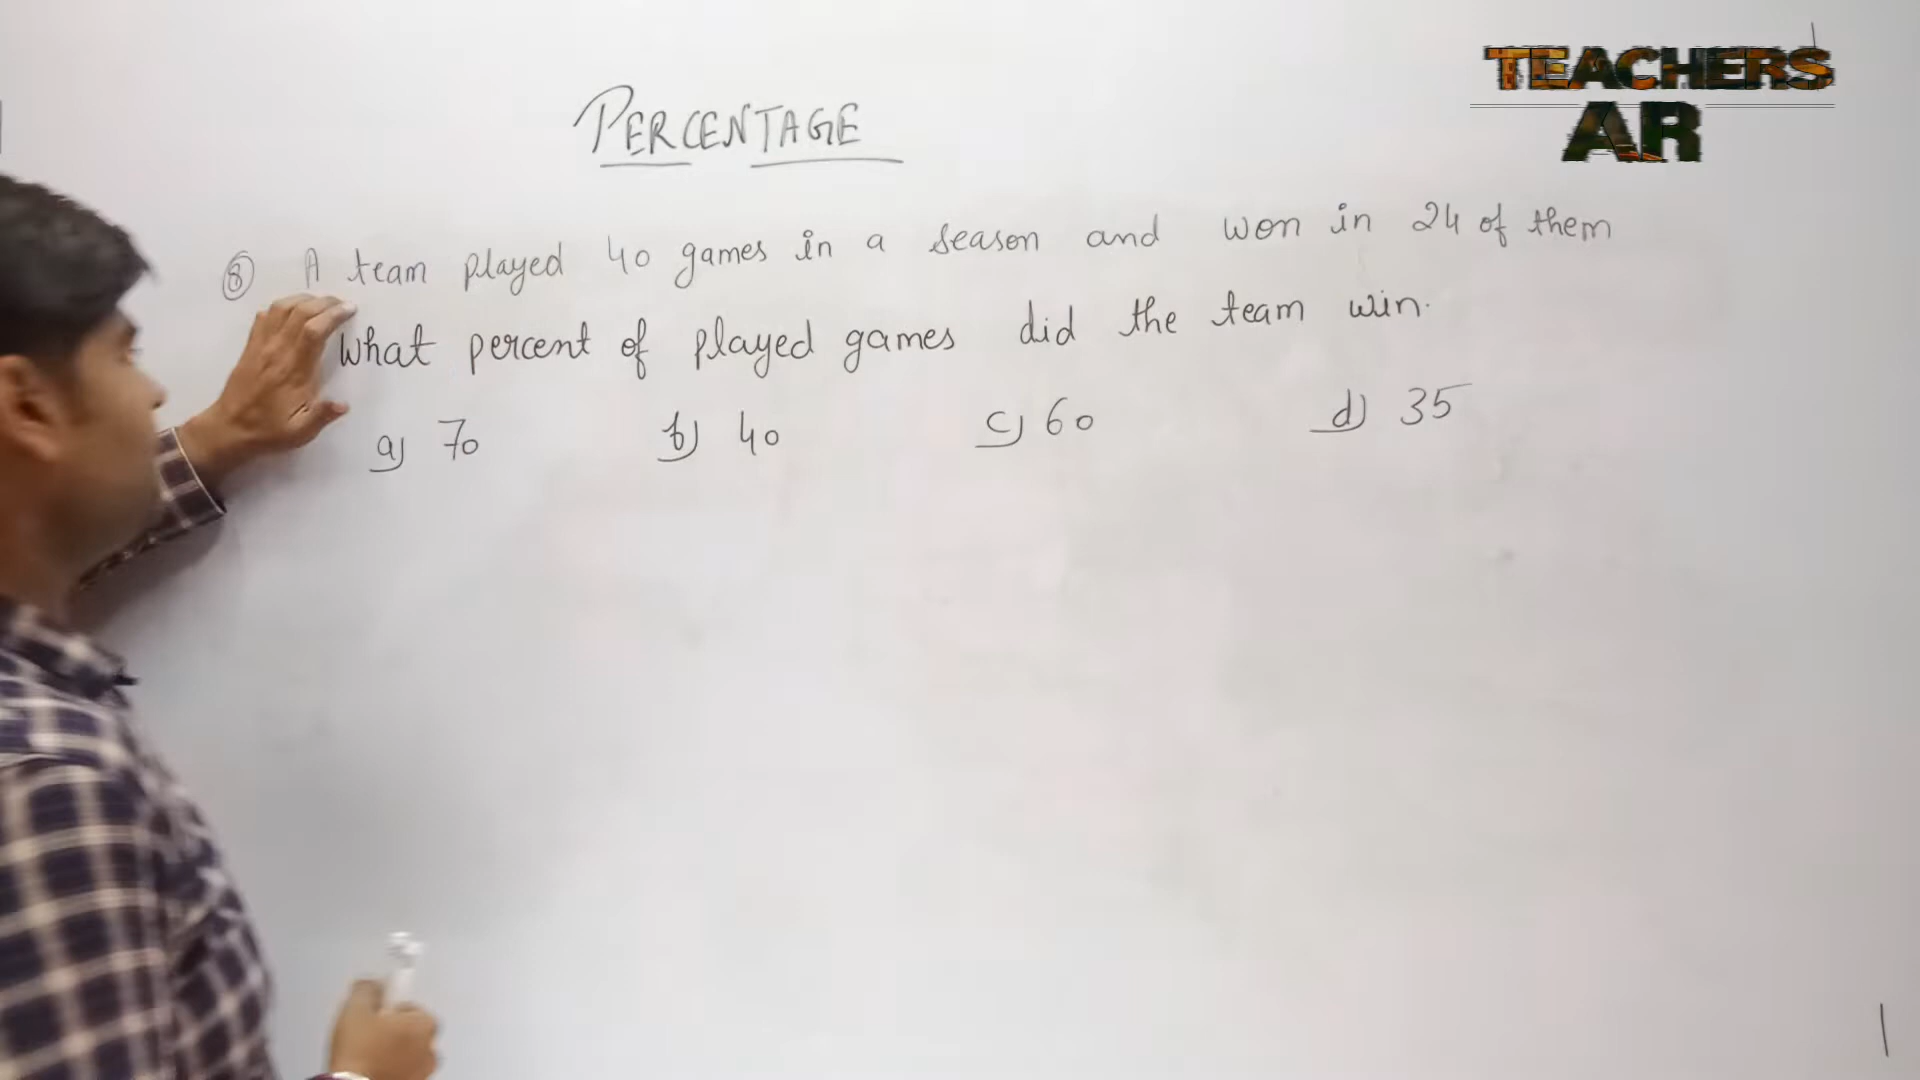 TEACHERS
AR
PERCENTAGE
⑧ A team played 40 games in a season and won in 24 of them
What percent of played games did the team win.
a) 70 b) 40 c) 60 d) 35